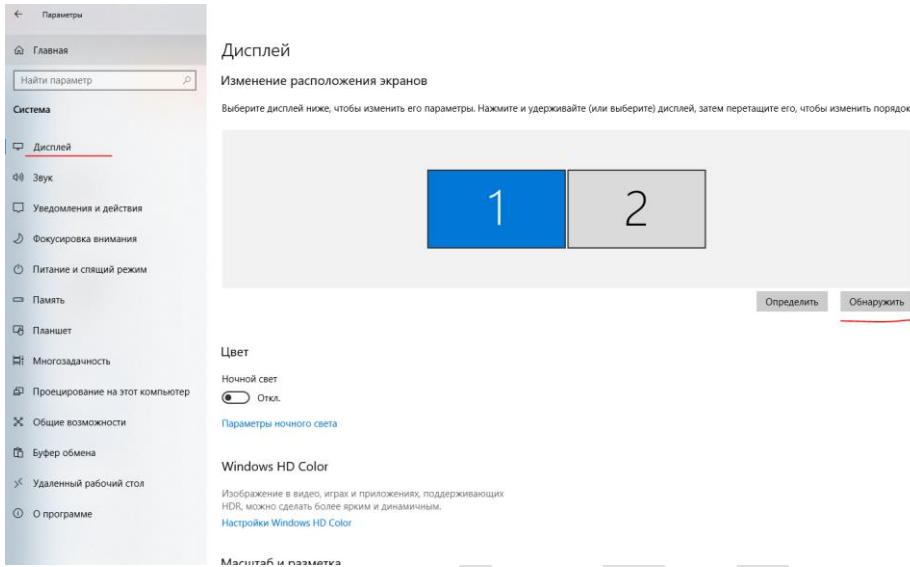 Параметры
Главная
Найти параметр
Система
Дисплей
Звук
Уведомления и действия
Фокусировка внимания
Питание и спящий режим
Память
Планшет
Многозадачность
Проецирование на этот компьютер
Общие возможности
Буфер обмена
Удаленный рабочий стол
О программе
Дисплей
Изменение расположения экранов
Выберите дисплей ниже, чтобы изменить его параметры. Нажмите и удерживайте (или выберите) дисплей, затем перетащите его, чтобы изменить порядок
1
2
Определить
Обнаружить
Цвет
Ночной свет
Откл.
Параметры ночного света
Windows HD Color
Изображение в видео, играх и приложениях, поддерживающих
HDR, можно сделать более ярким и динамичным.
Настройки Windows HD Color
Масштаб и разметка